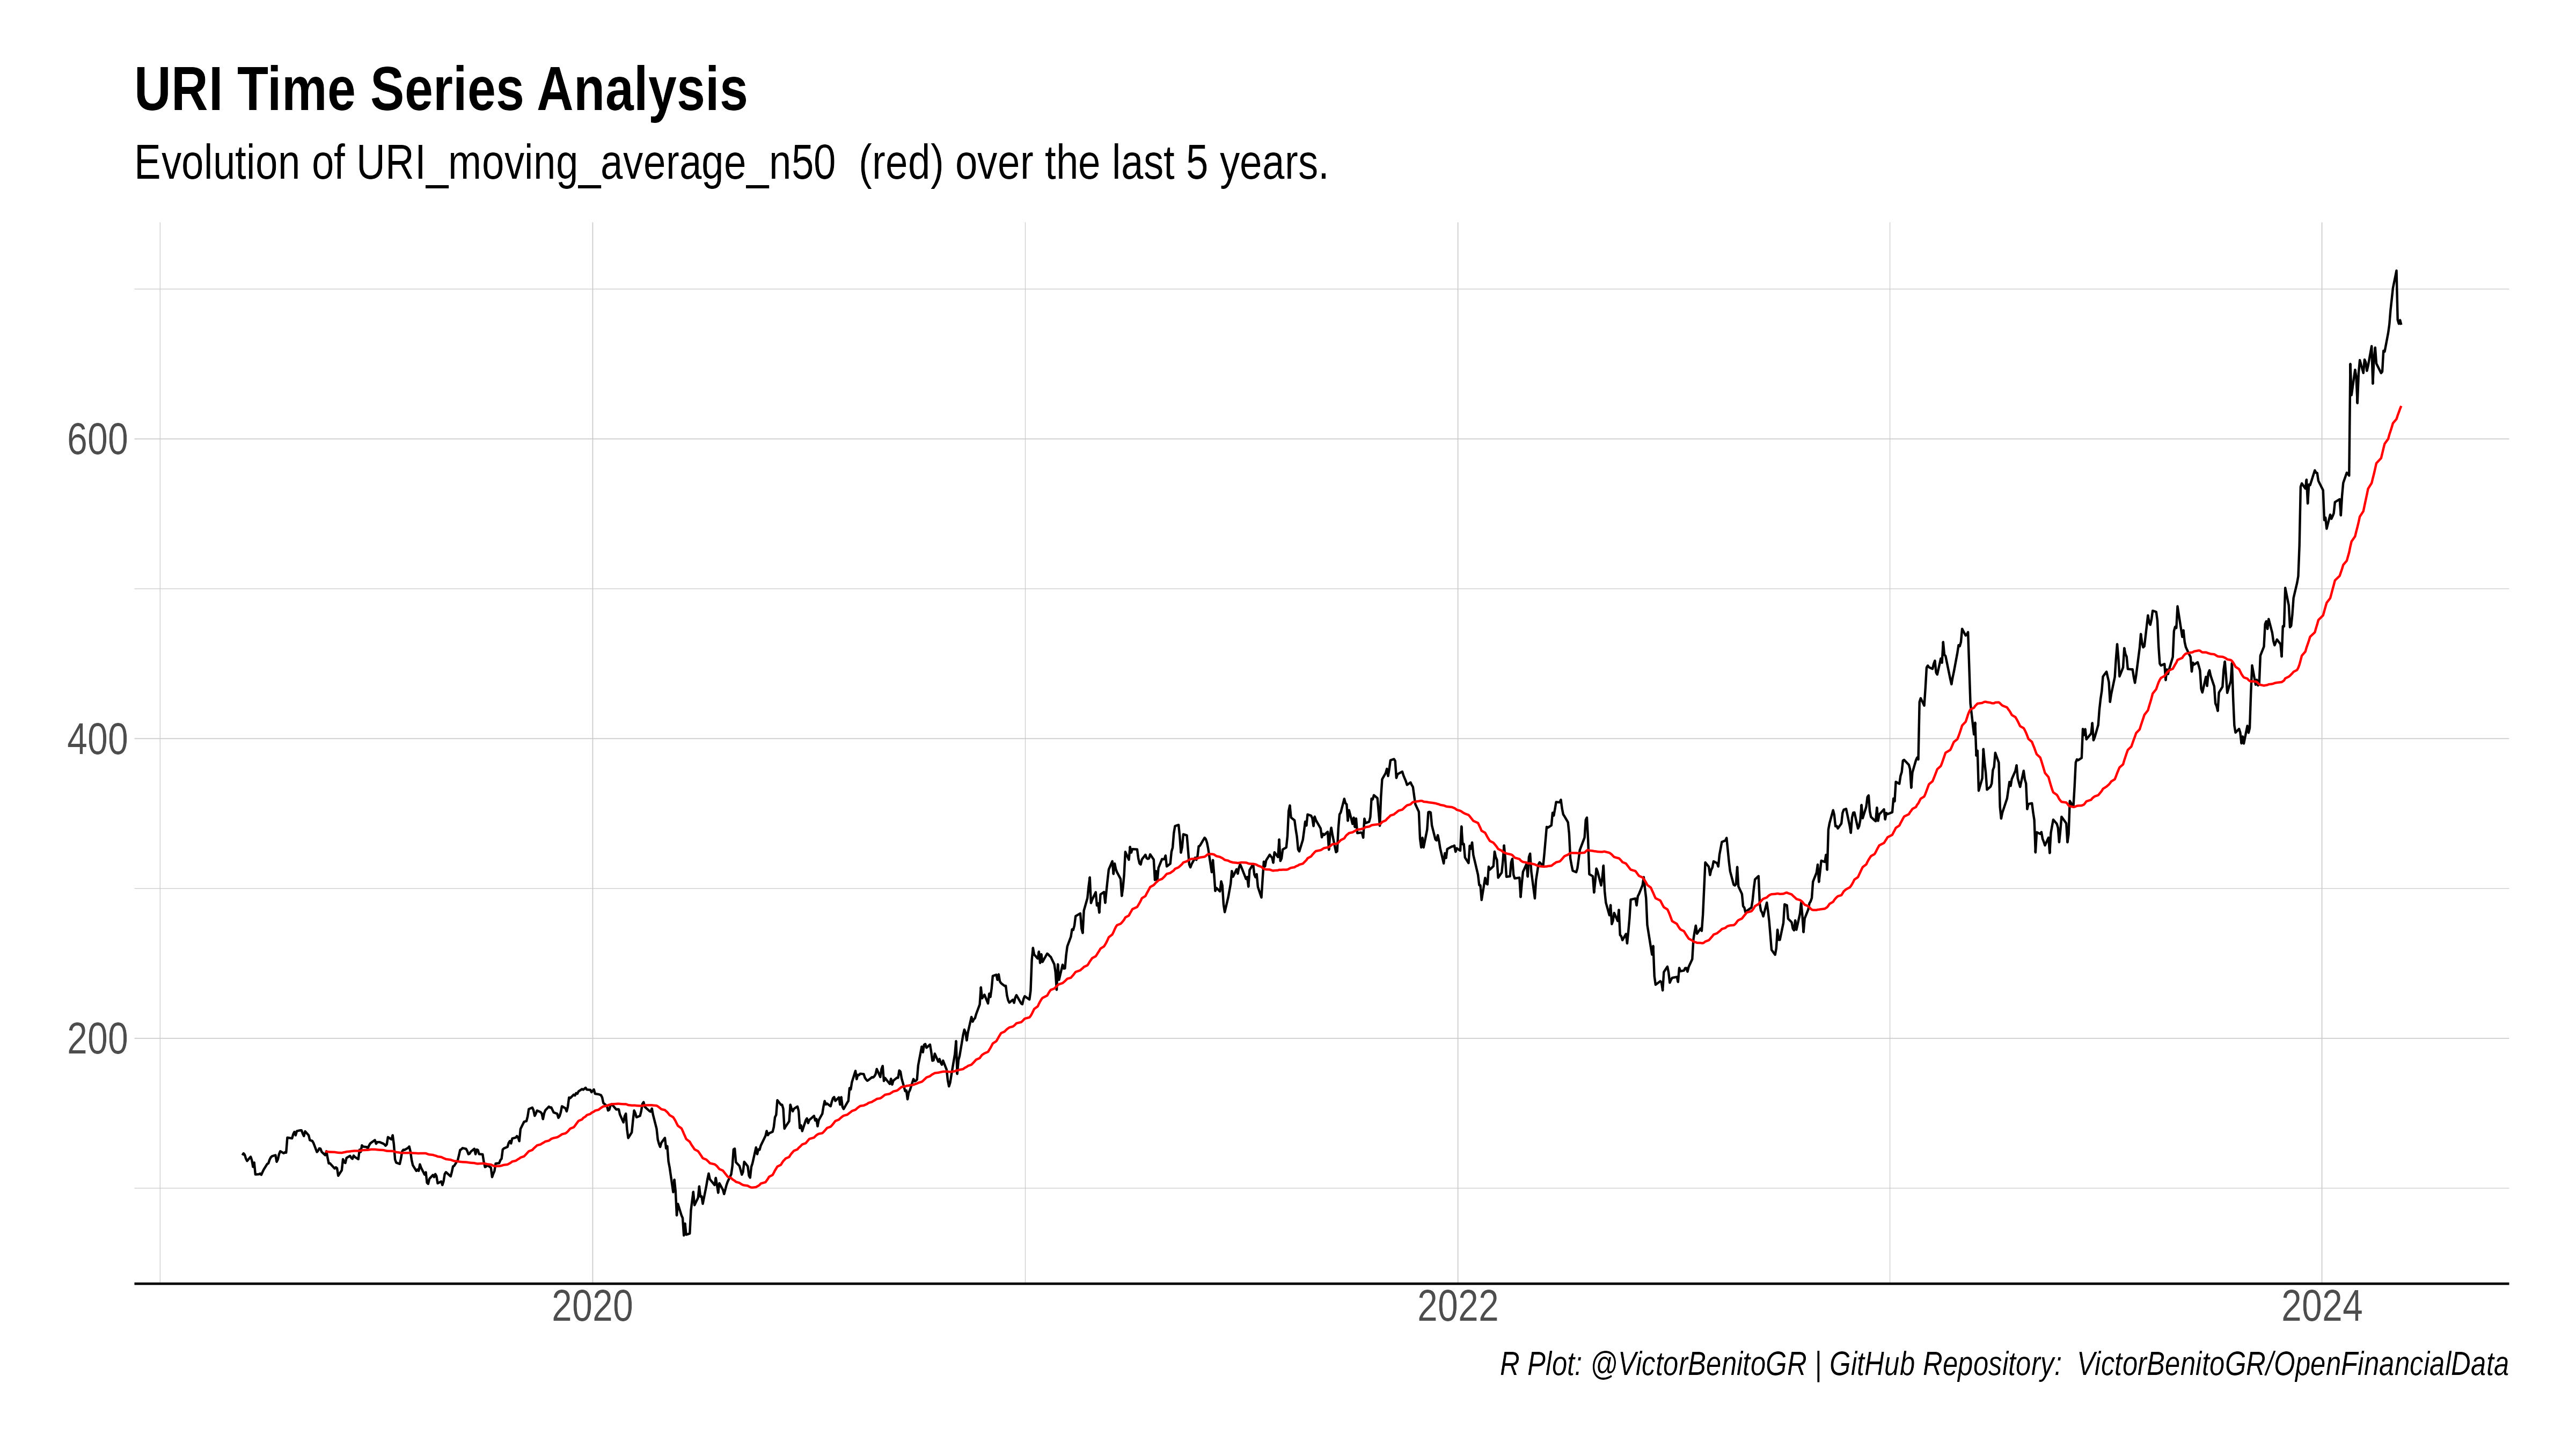 URI Time Series Analysis
Evolution of URI_moving_average_n50  (red) over the last 5 years.
600
400
200
2020 2022 2024
R Plot: @VictorBenitoGR | GitHub Repository:  VictorBenitoGR/OpenFinancialData